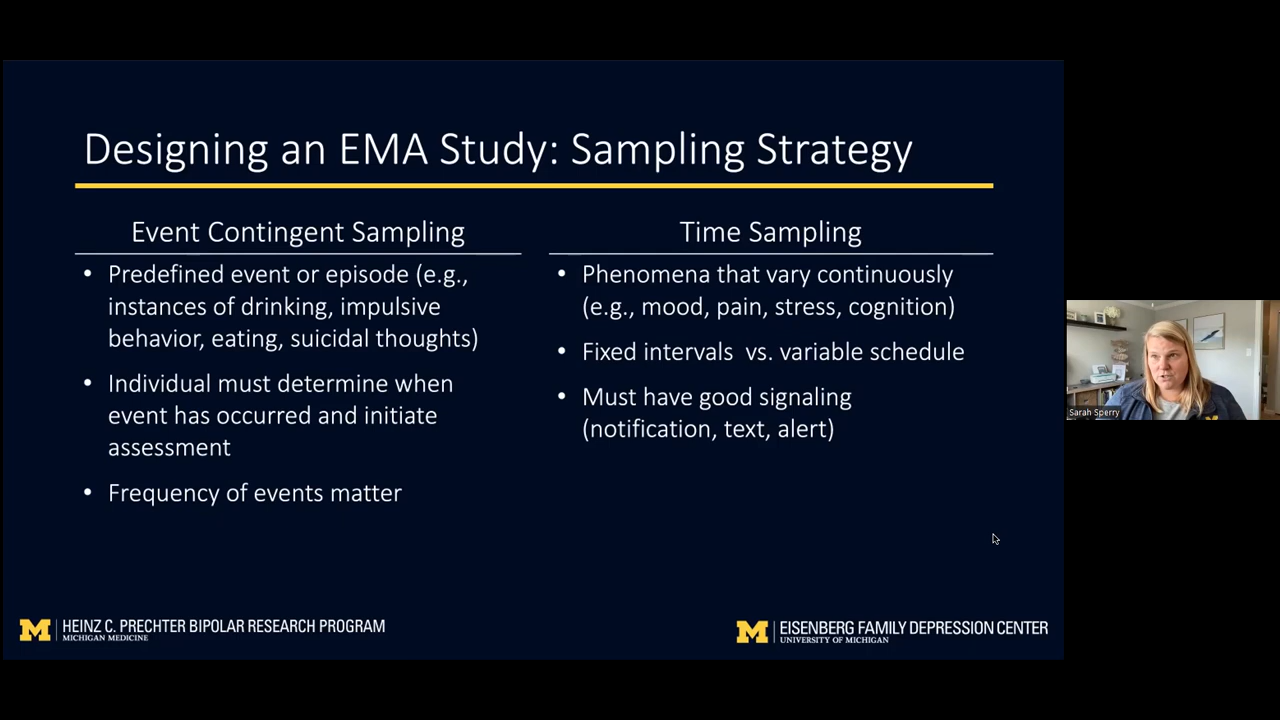 Designing an EMA Study: Sampling Strategy
Event Contingent Sampling
• Predefined event or episode (e.g.,
instances of drinking, impulsive
behavior, eating, suicidal thoughts)
• Individual must determine when
event has occurred and initiate
assessment
• Frequency of events matter
Time Sampling
• Phenomena that vary continuously
(e.g., mood, pain, stress, cognition)
• Fixed intervals vs. variable schedule
• Must have good signaling
(notification, text, alert)
Sarah Sperry
M HEINZ C. PRECHTER BIPOLAR RESEARCH PROGRAM
MICHIGAN MEDICINE
M EISENBERG FAMILY DEPRESSION CENTER
UNIVERSITY OF MICHIGAN